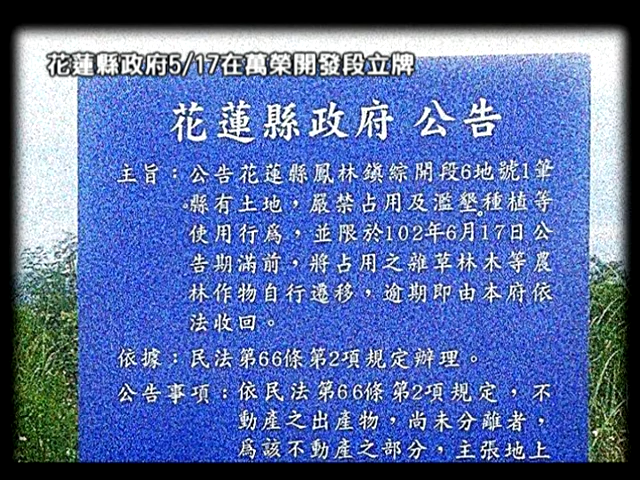 花蓮縣政府5/17在萬榮開發段立牌
花蓮縣政府 公告
主旨：公告花蓮縣鳳林鎮綜開段6地號1筆
縣有土地，嚴禁占用及濫墾種植等
使用行為，並限於102年6月17日公
告期滿前，將占用之雜草林木等農
林作物自行遷移，逾期即由本府依
法收回。
依據：民法第66條第2項規定辦理。
公告事項：依民法第66條第2項規定，不
動產之出產物，尚未分離者，
為該不動產之部分，主張地上